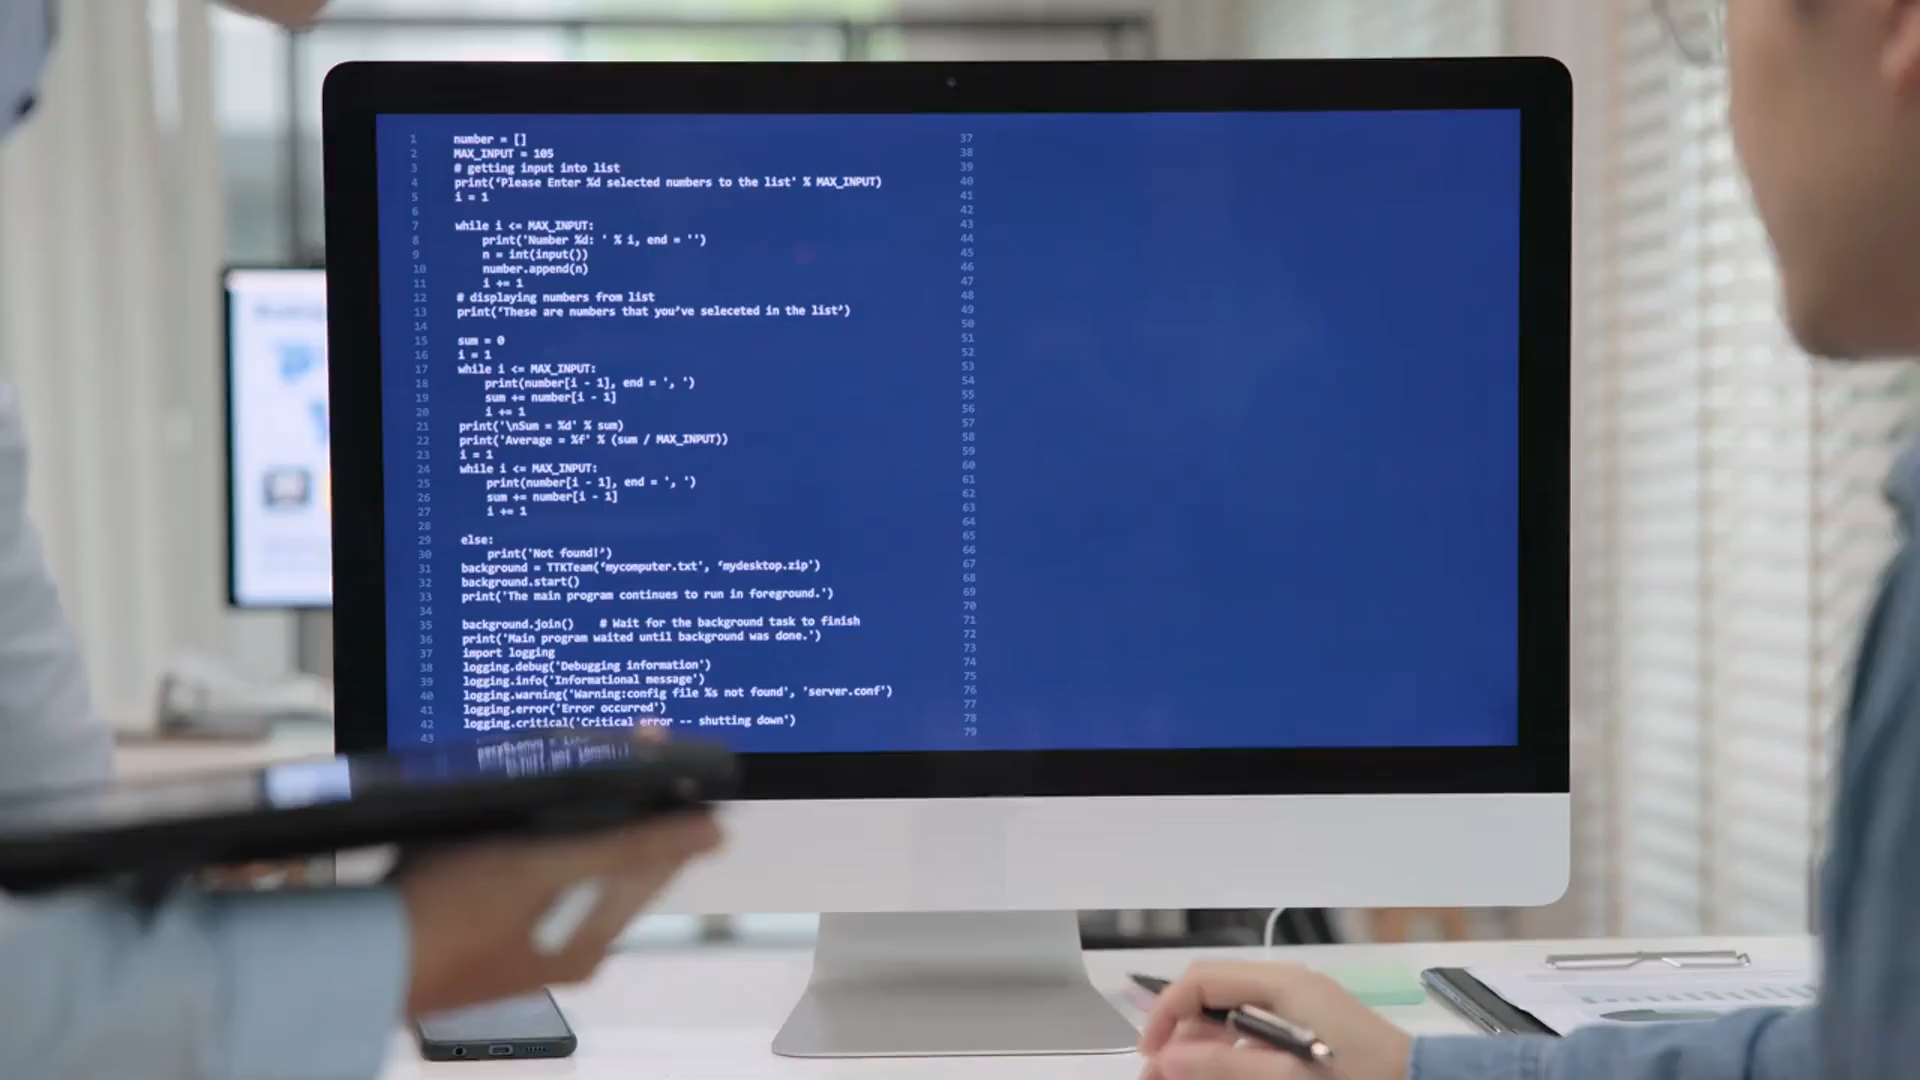 1 number = []
2 MAX_INPUT = 105
3 # getting input into list
4 print(‘Please Enter %d selected numbers to the list' % MAX_INPUT)
5 i = 1
6
7 while i <= MAX_INPUT:
8 print('Number %d: ' % i, end = '')
9 n = int(input())
10 number.append(n)
11 i += 1
12 # displaying numbers from list
13 print(‘These are numbers that you’ve seleceted in the list’)
14
15 sum = 0
16 i = 1
17 while i <= MAX_INPUT:
18 print(number[i - 1], end = ', ')
19 sum += number[i - 1]
20 i += 1
21 print('\nSum = %d' % sum)
22 print('Average = %f' % (sum / MAX_INPUT))
23 i = 1
24 while i <= MAX_INPUT:
25 print(number[i - 1], end = ', ')
26 sum += number[i - 1]
27 i += 1
28
29 else:
30 print('Not found!’)
31 background = TTKTeam(‘mycomputer.txt', ‘mydesktop.zip')
32 background.start()
33 print('The main program continues to run in foreground.')
34
35 background.join() # Wait for the background task to finish
36 print('Main program waited until background was done.')
37 import logging
38 logging.debug('Debugging information')
39 logging.info('Informational message')
40 logging.warning('Warning:config file %s not found', 'server.conf')
41 logging.error('Error occurred')
42 logging.critical('Critical error -- shutting down')
43
37
38
39
40
41
42
43
44
45
46
47
48
49
50
51
52
53
54
55
56
57
58
59
60
61
62
63
64
65
66
67
68
69
70
71
72
73
74
75
76
77
78
79